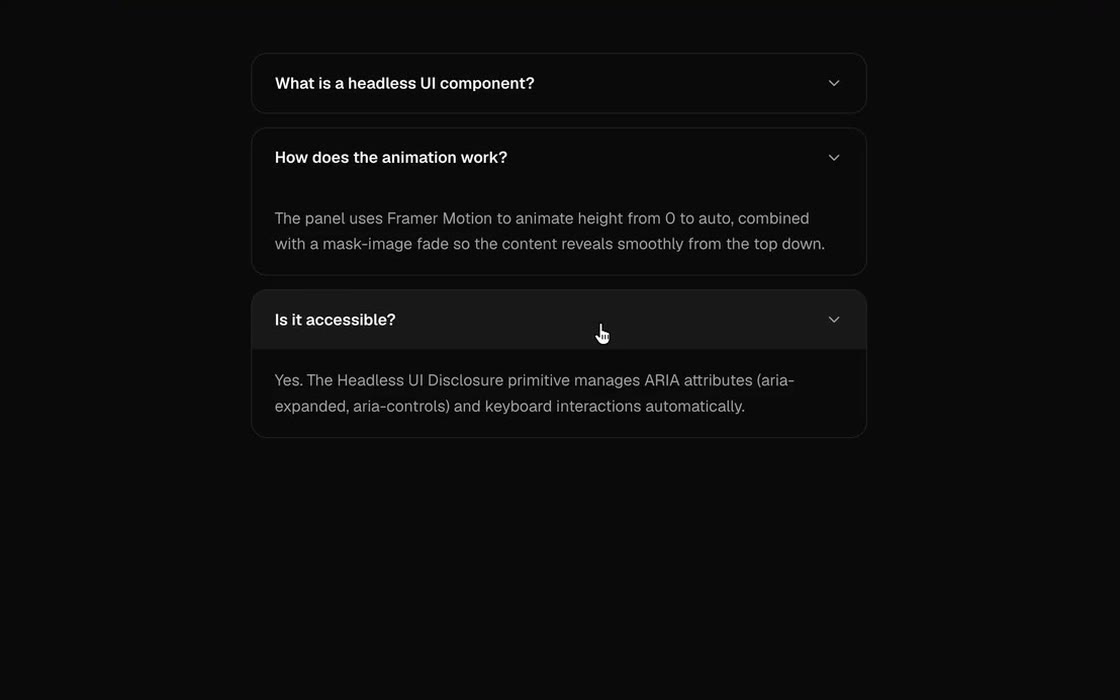 What is a headless UI component?
How does the animation work?
The panel uses Framer Motion to animate height from 0 to auto, combined
with a mask-image fade so the content reveals smoothly from the top down.
Is it accessible?
Yes. The Headless UI Disclosure primitive manages ARIA attributes (aria-
expanded, aria-controls) and keyboard interactions automatically.